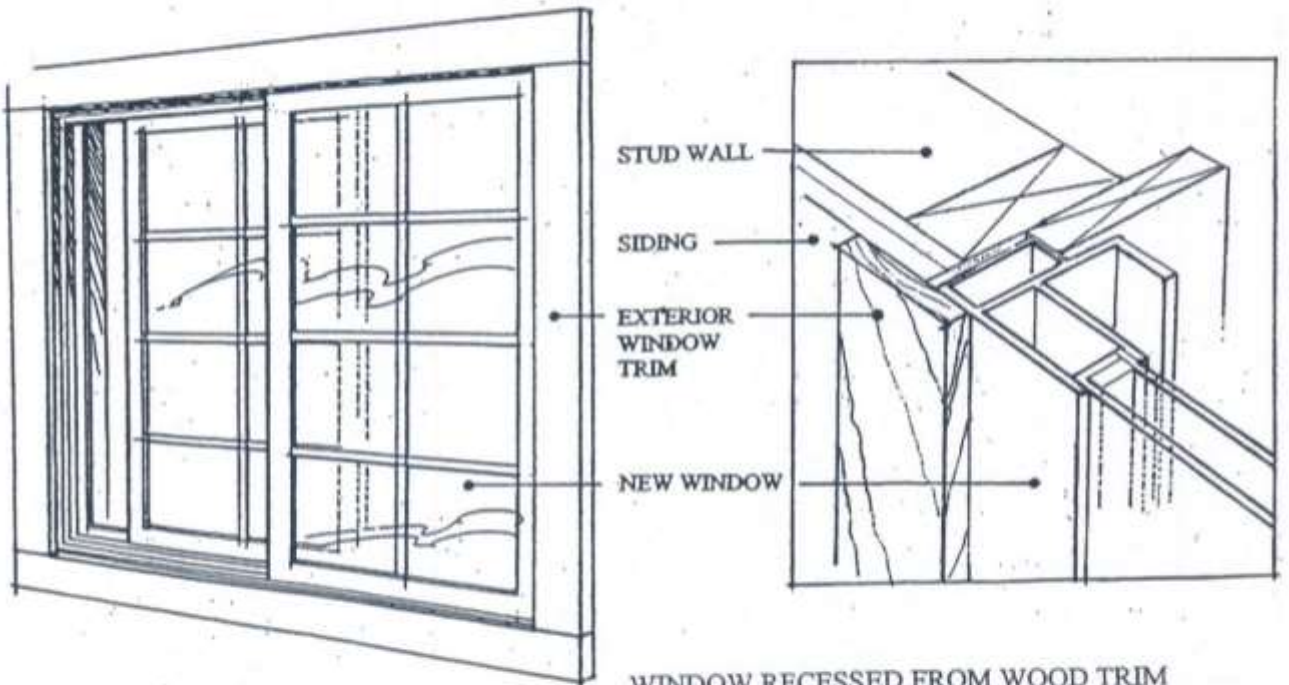 STUD WALL
SIDING
EXTERIOR
WINDOW
TRIM
NEW WINDOW
WINDOW RECESSED FROM WOOD TRIM